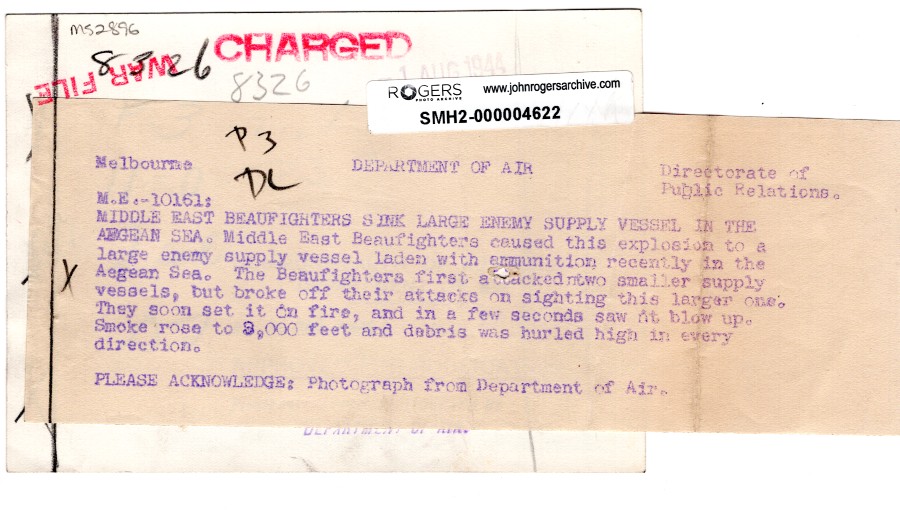 MS2896
8326
CHARGED
WAR FILE
8326
1 AUG 1944
ROGERS
PHOTO ARCHIVE
www.johnrogersarchive.com
SMH2-000004622
P3
DL
Melbourne DEPARTMENT OF AIR Directorate of
Public Relations.
M.E.-10161;
MIDDLE EAST BEAUFIGHTERS SINK LARGE ENEMY SUPPLY VESSEL IN THE
AEGEAN SEA. Middle East Beaufighters caused this explosion to a
large enemy supply vessel laden with ammunition recently in the
Aegean Sea. The Beaufighters first attackedntwo smaller supply
X
vessels, but broke off their attacks on sighting this larger one.
They soon set it on fire, and in a few seconds saw it blow up.
Smoke rose to 3,000 feet and debris was hurled high in every
direction.
PLEASE ACKNOWLEDGE; Photograph from Department of Air.
DEPARTMENT OF AIR.